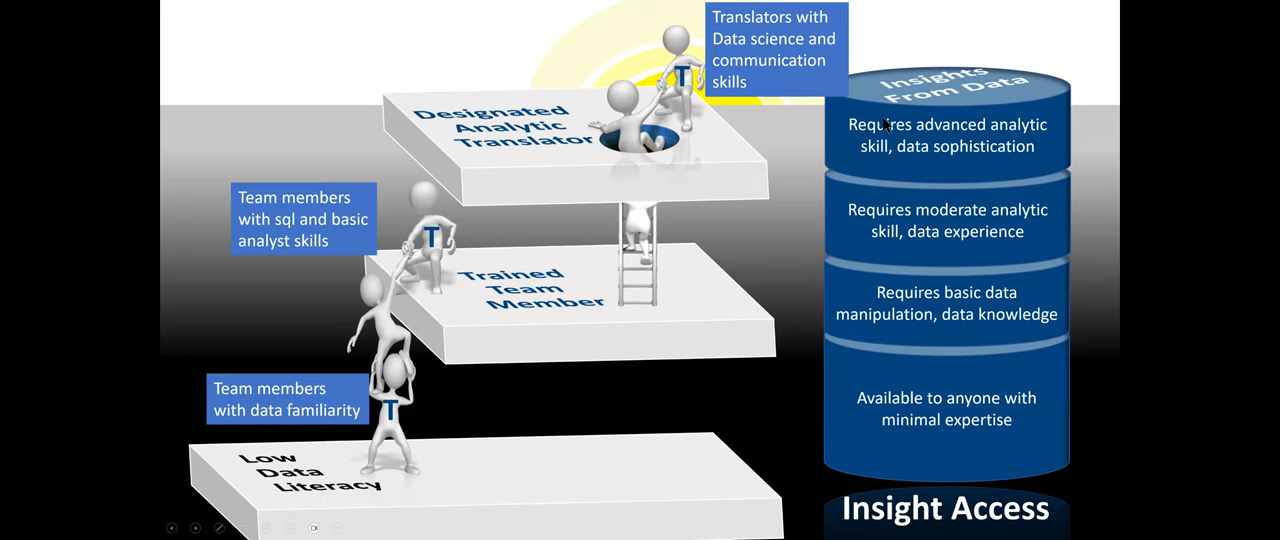 Translators with
Data science and
communication
skills
Designated
Analytic
Translator
T
Team members
with sql and basic
analyst skills
T
Trained
Team
Member
Team members
with data familiarity
T
Low
Data
Literacy
Insights
From Data
Requires advanced analytic
skill, data sophistication
Requires moderate analytic
skill, data experience
Requires basic data
manipulation, data knowledge
Available to anyone with
minimal expertise
Insight Access